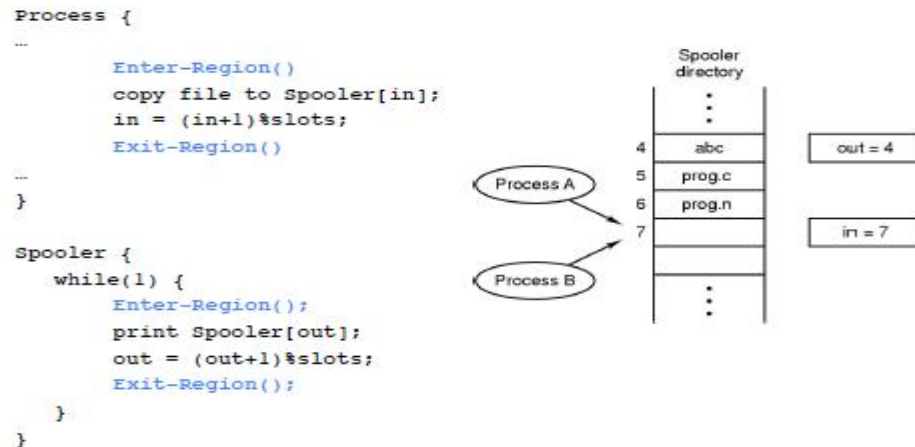 Process {
…
Enter-Region()
copy file to Spooler[in];
in = (in+1)%slots;
Exit-Region()
…
}
Spooler {
while(1) {
Enter-Region();
print Spooler[out];
out = (out+1)%slots;
Exit-Region();
}
}
Spooler
directory
4 abc out = 4
5 prog.c
Process A
6 prog.n
7 in = 7
Process B